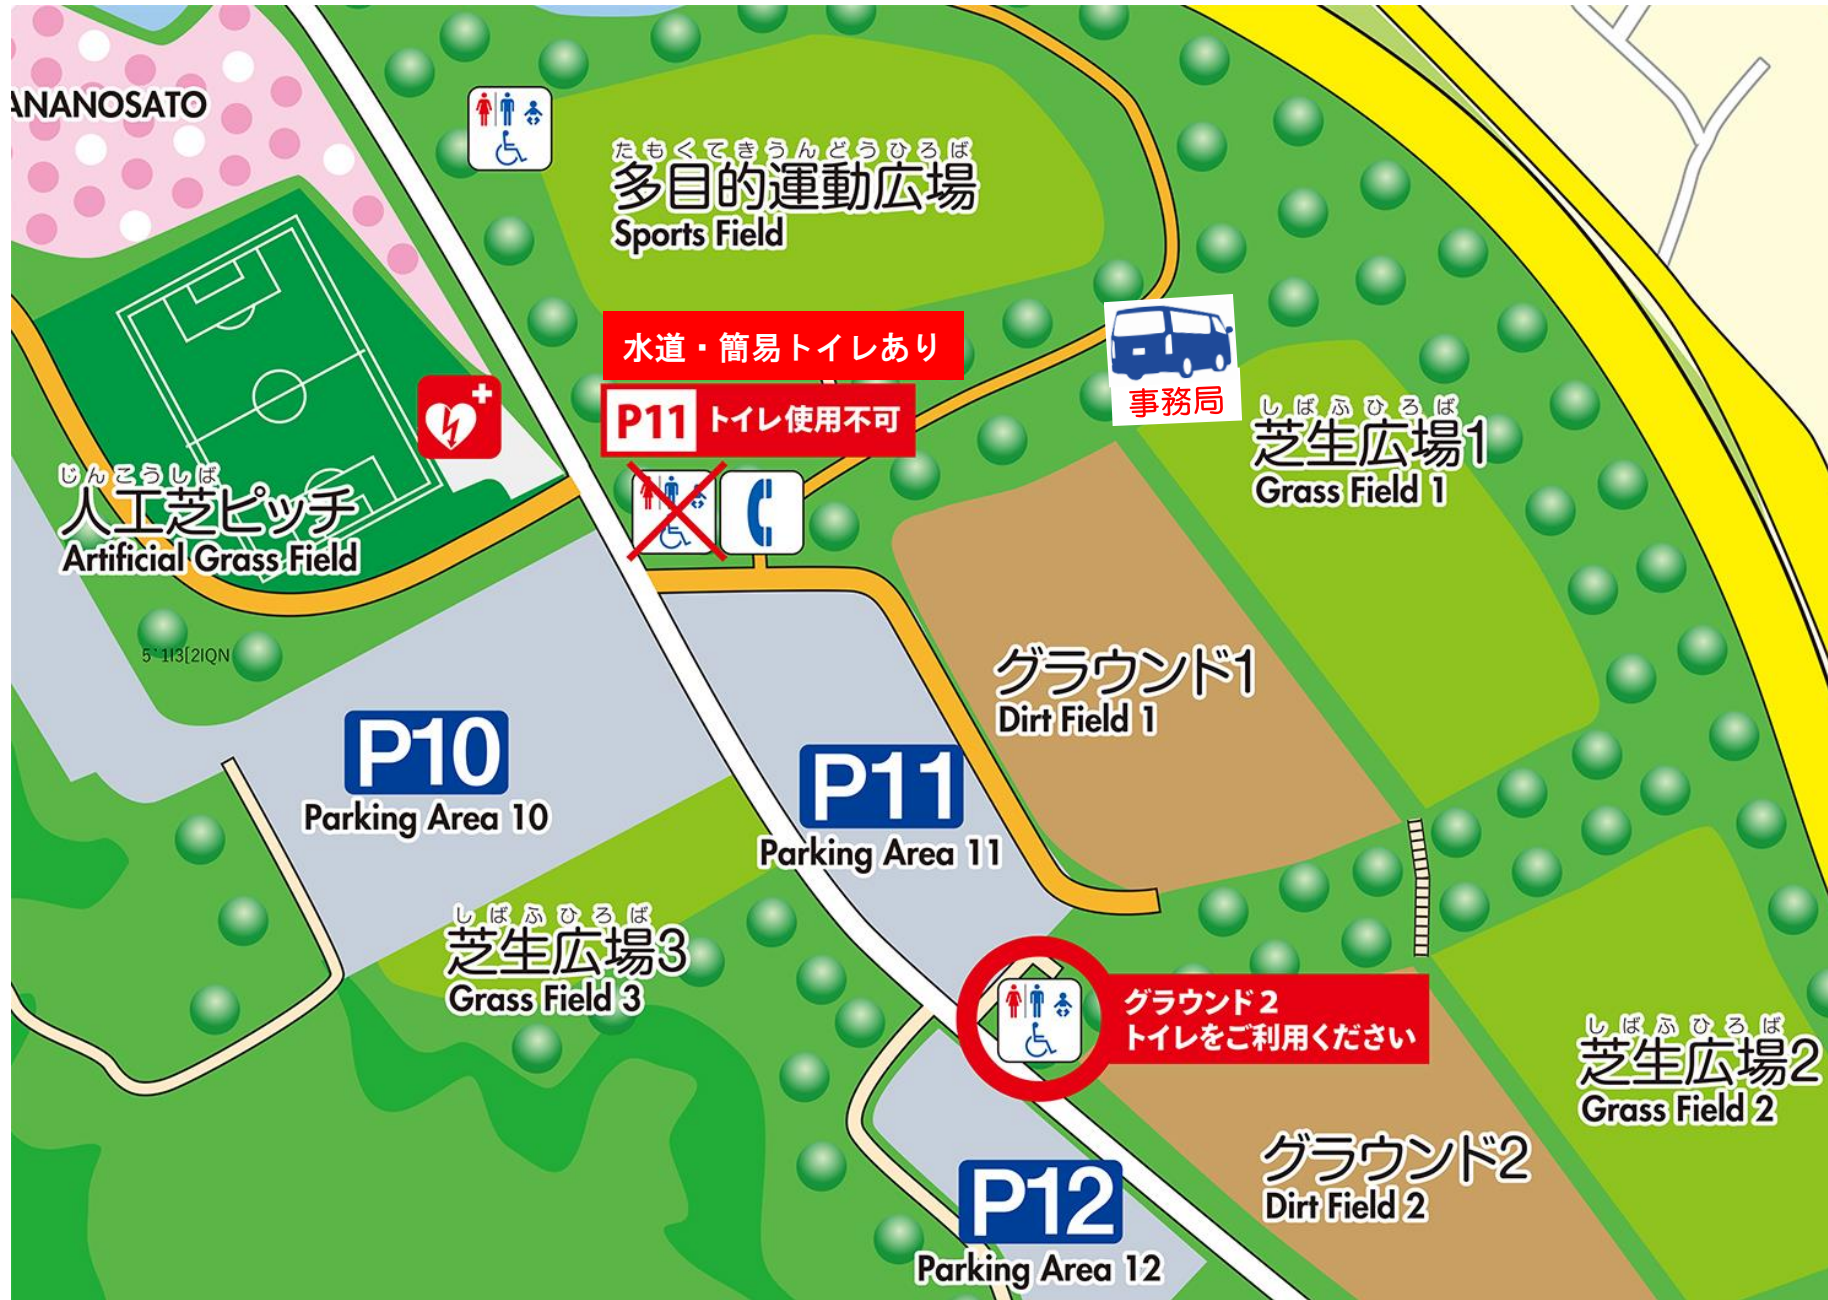 ANANOSATO
たもくてきうんどうひろば
多目的運動広場
Sports Field
水道・簡易トイレあり
P11 トイレ使用不可
事務局
しばふひろば
芝生広場1
Grass Field 1
じんこうしば
人工芝ピッチ
Artificial Grass Field
5`1I3[2IQN
グラウンド1
Dirt Field 1
P10
Parking Area 10
P11
Parking Area 11
しばふひろば
芝生広場3
Grass Field 3
グラウンド2
トイレをご利用ください
しばふひろば
芝生広場2
Grass Field 2
グラウンド2
Dirt Field 2
P12
Parking Area 12